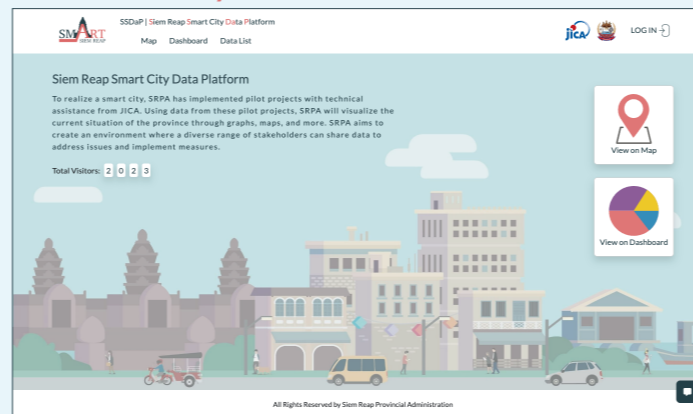 SMART
SIEM REAP
SSDaP | Siem Reap Smart City Data Platform
Map Dashboard Data List
JICA
LOG IN
Siem Reap Smart City Data Platform
To realize a smart city, SRPA has implemented pilot projects with technical
assistance from JICA. Using data from these pilot projects, SRPA will visualize the
current situation of the province through graphs, maps, and more. SRPA aims to
create an environment where a diverse range of stakeholders can share data to
address issues and implement measures.
Total Visitors: 2 0 2 3
View on Map
View on Dashboard
All Rights Reserved by Siem Reap Provincial Administration